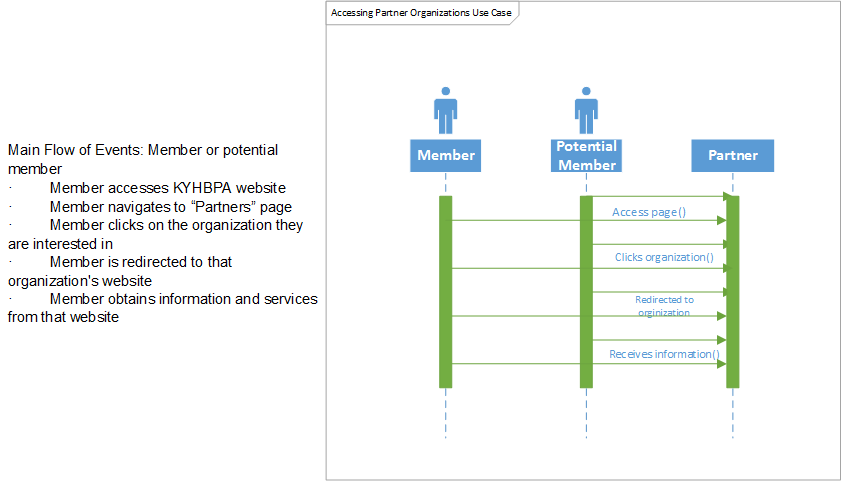 Accessing Partner Organizations Use Case
Main Flow of Events: Member or potential
member
· Member accesses KYHBPA website
· Member navigates to “Partners” page
· Member clicks on the organization they
are interested in
· Member is redirected to that
organization's website
· Member obtains information and services
from that website
Member
Potential
Member
Partner
Access page()
Clicks organization()
Redirected to
orginization
Receives information()